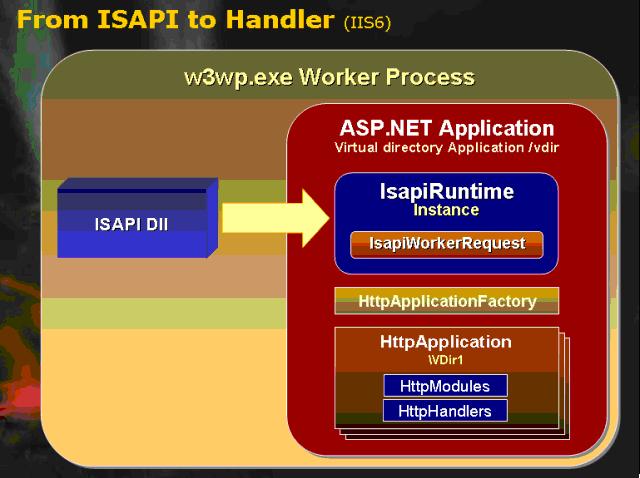 From ISAPI to Handler (IIS6)
w3wp.exe Worker Process
ASP.NET Application
Virtual directory Application /vdir
IsapiRuntime
Instance
ISAPI Dll
IsapiWorkerRequest
HttpApplicationFactory
HttpApplication
\VDir1
HttpModules
HttpHandlers